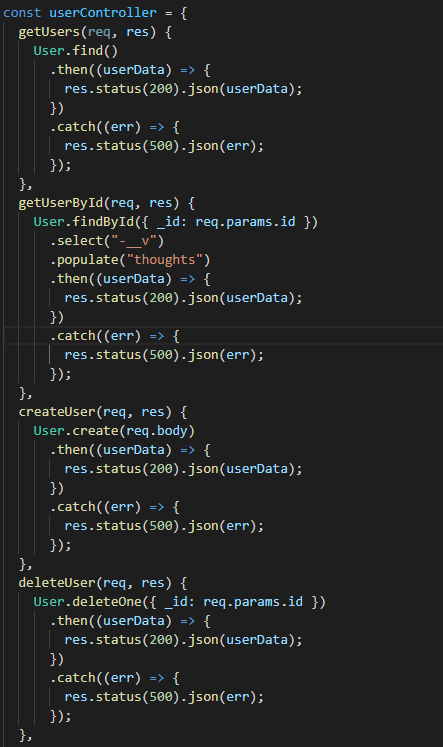 const userController = {
  getUsers(req, res) {
    User.find()
      .then((userData) => {
        res.status(200).json(userData);
      })
      .catch((err) => {
        res.status(500).json(err);
      });
  },
  getUserById(req, res) {
    User.findById({ _id: req.params.id })
      .select("-__v")
      .populate("thoughts")
      .then((userData) => {
        res.status(200).json(userData);
      })
      .catch((err) => {
        res.status(500).json(err);
      });
  },
  createUser(req, res) {
    User.create(req.body)
      .then((userData) => {
        res.status(200).json(userData);
      })
      .catch((err) => {
        res.status(500).json(err);
      });
  },
  deleteUser(req, res) {
    User.deleteOne({ _id: req.params.id })
      .then((userData) => {
        res.status(200).json(userData);
      })
      .catch((err) => {
        res.status(500).json(err);
      });
  },